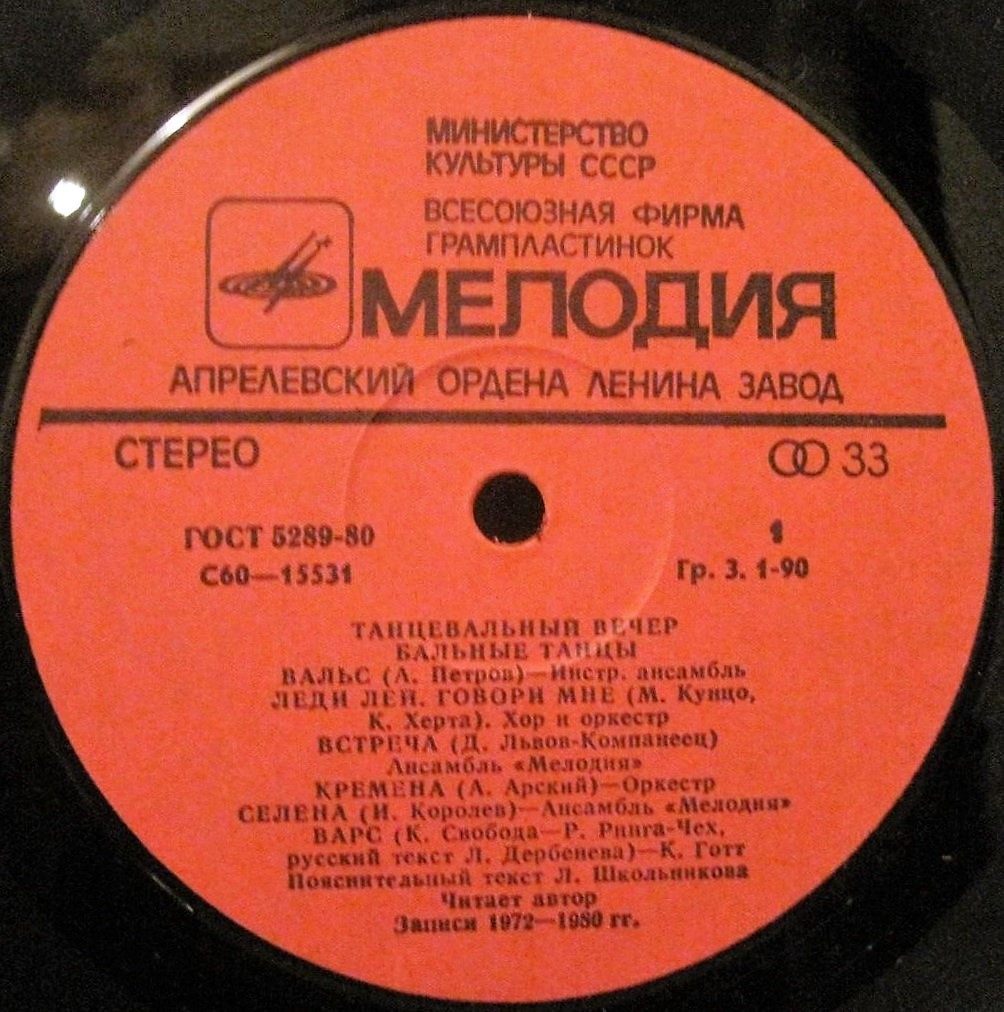 МИНИСТЕРСТВО
КУЛЬТУРЫ СССР
ВСЕСОЮЗНАЯ ФИРМА
ГРАМПЛАСТИНОК
МЕЛОДИЯ
АПРЕЛЕВСКИЙ ОРДЕНА ЛЕНИНА ЗАВОД
СТЕРЕО 33
ГОСТ 5289-80 1
С60—15531 Гр. 3. 1-90
ТАНЦЕВАЛЬНЫЙ ВЕЧЕР
БАЛЬНЫЕ ТАНЦЫ
ВАЛЬС (А. Петров)—Инстр. ансамбль
ЛЕДИ ЛЕЙ. ГОВОРИ МНЕ (М. Кунцо,
К. Херта). Хор и оркестр
ВСТРЕЧА (Д. Львов-Компанеец)
Ансамбль «Мелодия»
КРЕМЕНА (А. Арский)—Оркестр
СЕЛЕНА (И. Королев)—Ансамбль «Мелодия»
ВАРС (К. Свобода—Р. Ринга-Чех,
русский текст Л. Дербенева)—К. Готт
Пояснительный текст Л. Школьникова
Читает автор
Записи 1972—1980 гг.